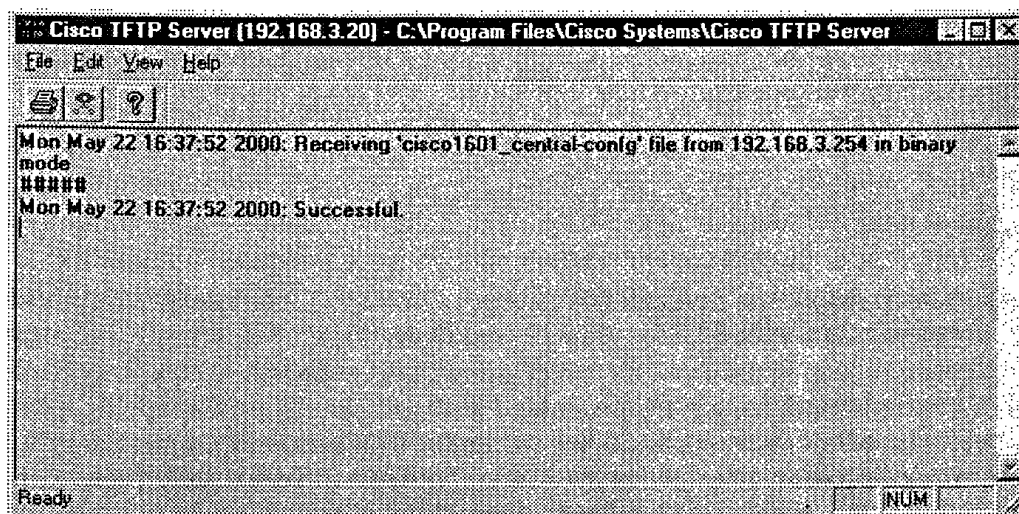 Cisco TFTP Server (192.168.3.20) - C:\Program Files\Cisco Systems\Cisco TFTP Server
File Edit View Help
Mon May 22 16:37:52 2000: Receiving 'cisco1601_central-confg' file from 192.168.3.254 in binary
mode
#####
Mon May 22 16:37:52 2000: Successful.
Ready NUM